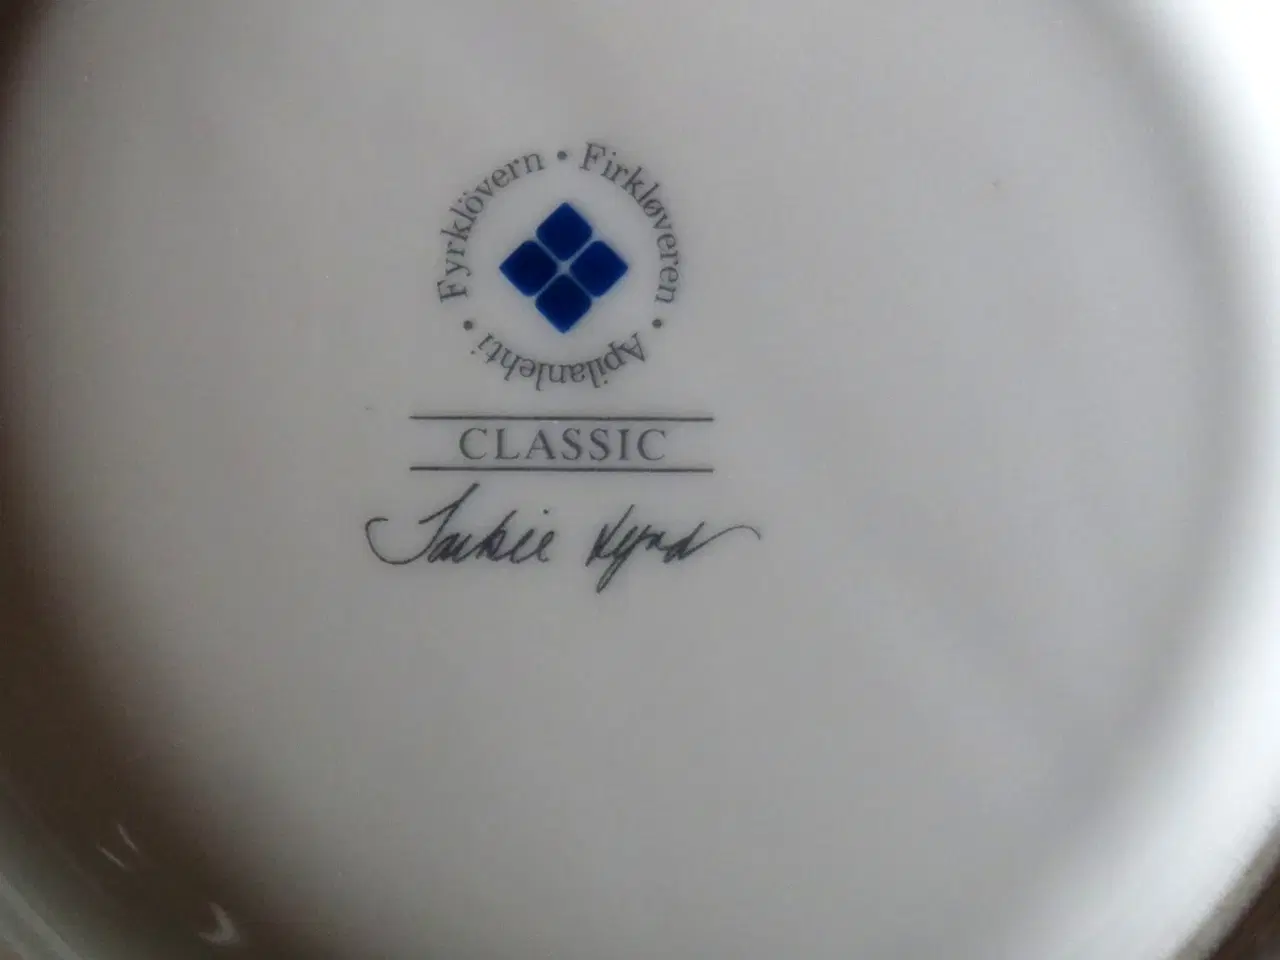 Fyrklövern • Firkløveren • Apilanlehti •
CLASSIC
Jackie Lynd